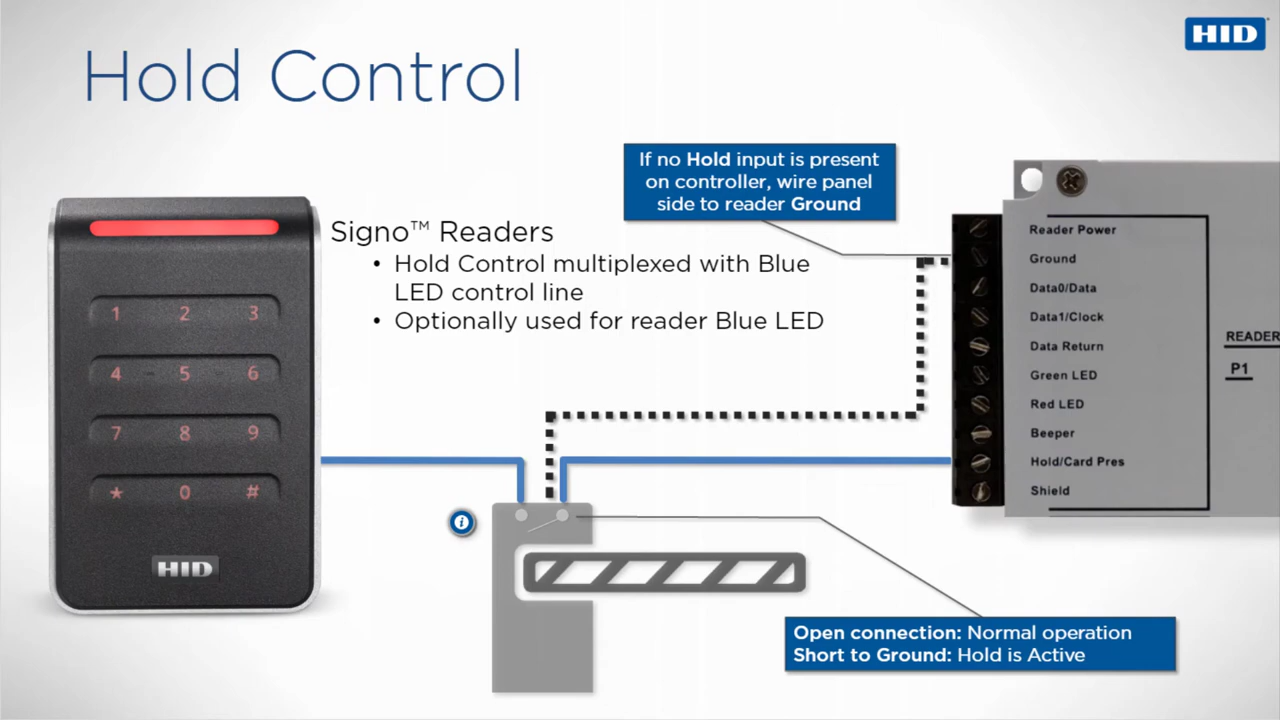 HID
Hold Control
If no Hold input is present
on controller, wire panel
side to reader Ground
Signo™ Readers
• Hold Control multiplexed with Blue
LED control line
• Optionally used for reader Blue LED
1 2 3
4 5 6
7 8 9
* 0 #
HID
Reader Power
Ground
Data0/Data
Data1/Clock
Data Return
Green LED
Red LED
Beeper
Hold/Card Pres
Shield
READER
P1
i
Open connection: Normal operation
Short to Ground: Hold is Active